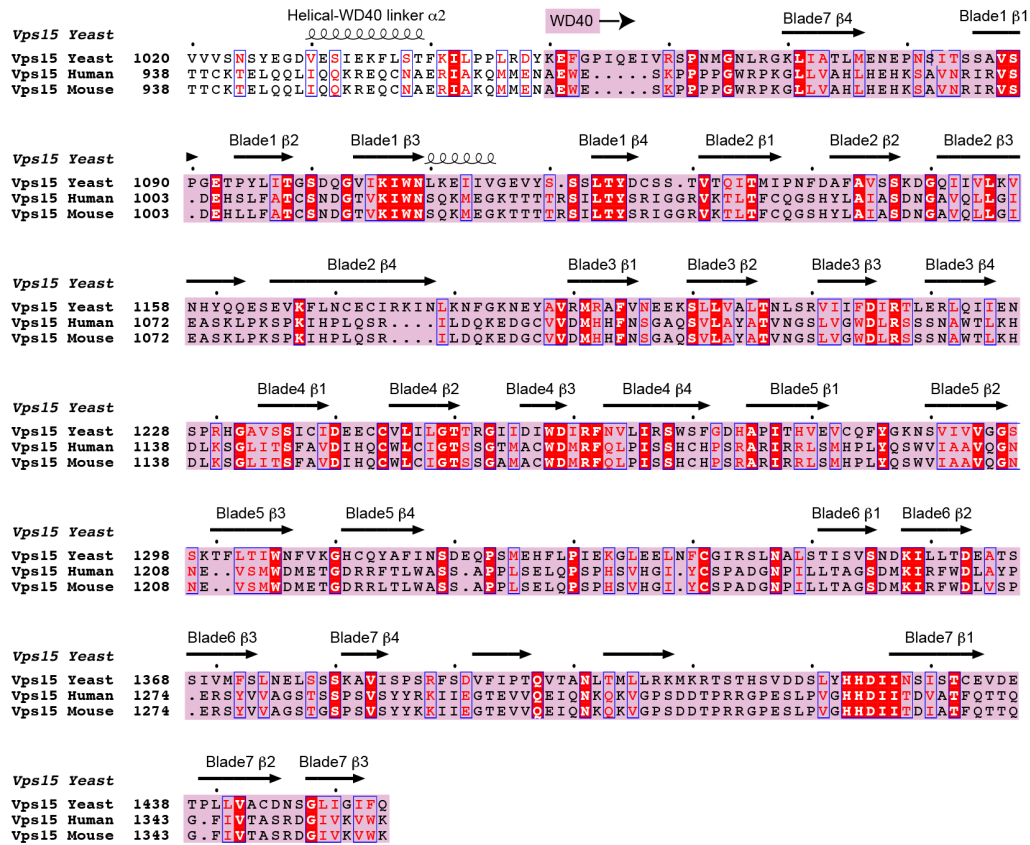 Helical-WD40 linker α2 WD40 Blade7 β4 Blade1 β1
Vps15 Yeast
Vps15 Yeast 1020 VVVSNSYEGDVESIEKFLSTFKILPPLRDYKEFGPIQEIVRSPNMGNLRGKLIATLMENEPNSITSSAVS
Vps15 Human 938 TTCKTELQQLIQQKREQCNAERIAKQMMENAEWE.....SKPPPPGWRPKGLLVAHLHEHKSAVNRIRVS
Vps15 Mouse 938 TTCKTELQQLIQQKREQCNAERIAKQMMENAEWE.....SKPPPPGWRPKGLLVAHLHEHKSAVNRIRVS
Blade1 β2 Blade1 β3 Blade1 β4 Blade2 β1 Blade2 β2 Blade2 β3
Vps15 Yeast
Vps15 Yeast 1090 PGETPYLITGSDQGVIKIWNLKEIIVGEVYS.SSLTYDCSS.TVTQITMIPNFDAFAVSSKDGQIIVLKV
Vps15 Human 1003 .DEHSLFATCSNDGTVKIWNSQKMEGKTTTTRSILTYSRIGGRVKTLTFCQGSHYLAIASDNGAVQLLGI
Vps15 Mouse 1003 .DEHLLFATCSNDGTVKIWNSQKMEGKTTTTRSILTYSRIGGRVKTLTFCQGSHYLAIASDNGAVQLLGI
Blade2 β4 Blade3 β1 Blade3 β2 Blade3 β3 Blade3 β4
Vps15 Yeast
Vps15 Yeast 1158 NHYQQESEVKFLNCECIRKINLKNFGKNEYAVRMRAFVNEEKSLLVALTNLSRVIIFDIRTLERLQIIEN
Vps15 Human 1072 EASKLPKSPKIHPLQSR....ILDQKEDGCVVDMHHFNSGAQSVLAYATVNGSLVGWDLRSSSNAWTLKH
Vps15 Mouse 1072 EASKLPKSPKIHPLQSR....ILDQKEDGCVVDMHHFNSGAQSVLAYATVNGSLVGWDLRSSSNAWTLKH
Blade4 β1 Blade4 β2 Blade4 β3 Blade4 β4 Blade5 β1 Blade5 β2
Vps15 Yeast
Vps15 Yeast 1228 SPRHGAVSSICIDEECCVLILGTTRGIIDIWDIRFNVLIRSWSFGDHAPITHVEVCQFYGKNSVIVVGGS
Vps15 Human 1138 DLKSGLITSFAVDIHQCWLCIGTSSGTMACWDMRFQLPISSHCHPSRARIRRLSMHPLYQSWVIAAVQGN
Vps15 Mouse 1138 DLKSGLITSFAVDIHQCWLCIGTSSGAMACWDMRFQLPISSHCHPSRARIRRLSMHPLYQSWVIAAVQGN
Blade5 β3 Blade5 β4 Blade6 β1 Blade6 β2
Vps15 Yeast
Vps15 Yeast 1298 SKTFLTIWNFVKGHCQYAFINSDEQPSMEHFLPIEKGLEELNFCGIRSLNALSTISVSNDKILLTDEATS
Vps15 Human 1208 NE..VSMWDMETGDRRFTLWASS.APPLSELQPSPHSVHGI.YCSPADGNPILLTAGSDMKIRFWDLAYP
Vps15 Mouse 1208 NE..VSMWDMETGDRRLTLWASS.APPLSELQPSPHSVHGI.YCSPADGNPILLTAGSDMKIRFWDLVSP
Blade6 β3 Blade7 β4 Blade7 β1
Vps15 Yeast
Vps15 Yeast 1368 SIVMFSLNELSSSKAVISPSRFSDVFIPTQVTANLTMLLRKMKRTSTHSVDDSLYHHDIINSISTCEVDE
Vps15 Human 1274 .ERSYVVAGSTSSPSVSYYRKIIEGTEVVQEIQNKQKVGPSDDTPRRGPESLPVGHHDIITDVATFQTTQ
Vps15 Mouse 1274 .ERSYVVAGSTGSPSVSYYKKIIEGTEVVQEIQNKQKVGPSDDTPRRGPESLPVGHHDIITDIATFQTTQ
Blade7 β2 Blade7 β3
Vps15 Yeast
Vps15 Yeast 1438 TPLLVACDNSGLIGIFQ
Vps15 Human 1343 G.FIVTASRDGIVKVWK
Vps15 Mouse 1343 G.FIVTASRDGIVKVWK